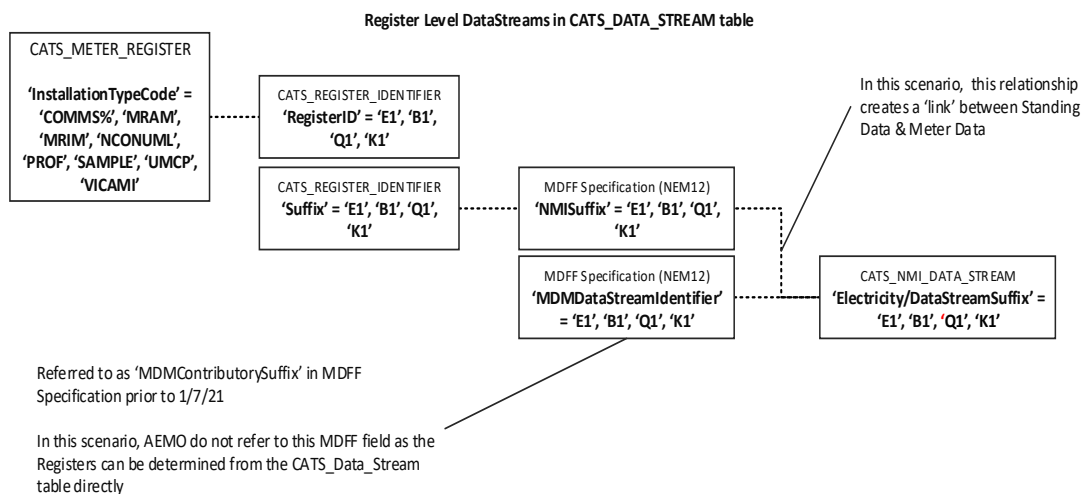 Register Level DataStreams in CATS_DATA_STREAM table
CATS_METER_REGISTER
‘InstallationTypeCode’ =
‘COMMS%’, ‘MRAM’,
‘MRIM’, ‘NCONUML’,
‘PROF’, ‘SAMPLE’, ‘UMCP’,
‘VICAMI’
CATS_REGISTER_IDENTIFIER
‘RegisterID’ = ‘E1’, ‘B1’,
‘Q1’, ‘K1’
In this scenario, this relationship
creates a ‘link’ between Standing
Data & Meter Data
CATS_REGISTER_IDENTIFIER
‘Suffix’ = ‘E1’, ‘B1’, ‘Q1’,
‘K1’
MDFF Specification (NEM12)
‘NMISuffix’ = ‘E1’, ‘B1’, ‘Q1’,
‘K1’
MDFF Specification (NEM12)
‘MDMDataStreamIdentifier’
= ‘E1’, ‘B1’, ‘Q1’, ‘K1’
CATS_NMI_DATA_STREAM
‘Electricity/DataStreamSuffix’ =
‘E1’, ‘B1’, ‘Q1’, ‘K1’
Referred to as ‘MDMContributorySuffix’ in MDFF
Specification prior to 1/7/21
In this scenario, AEMO do not refer to this MDFF field as the
Registers can be determined from the CATS_Data_Stream
table directly